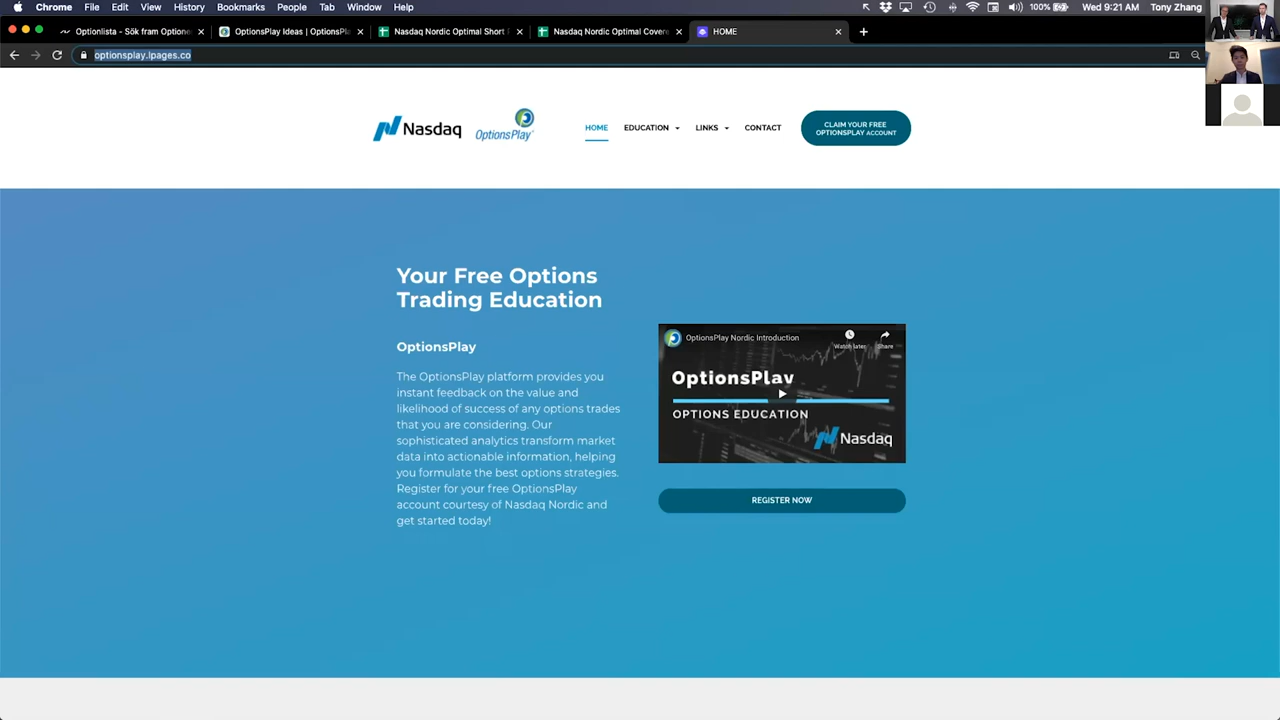 Chrome File Edit View History Bookmarks People Tab Window Help 100% Wed 9:21 AM Tony Zhang
Optionlista - Sök fram Optione OptionsPlay Ideas | OptionsPl Nasdaq Nordic Optimal Short Nasdaq Nordic Optimal Covere HOME
optionsplay.lpages.co
Nasdaq OptionsPlay HOME EDUCATION LINKS CONTACT
CLAIM YOUR FREE
OPTIONSPLAY ACCOUNT
Your Free Options
Trading Education
OptionsPlay
The OptionsPlay platform provides you
instant feedback on the value and
likelihood of success of any options trades
that you are considering. Our
sophisticated analytics transform market
data into actionable information, helping
you formulate the best options strategies.
Register for your free OptionsPlay
account courtesy of Nasdaq Nordic and
get started today!
OptionsPlay Nordic Introduction
Watch later Share
OptionsPlay
OPTIONS EDUCATION
Nasdaq
REGISTER NOW